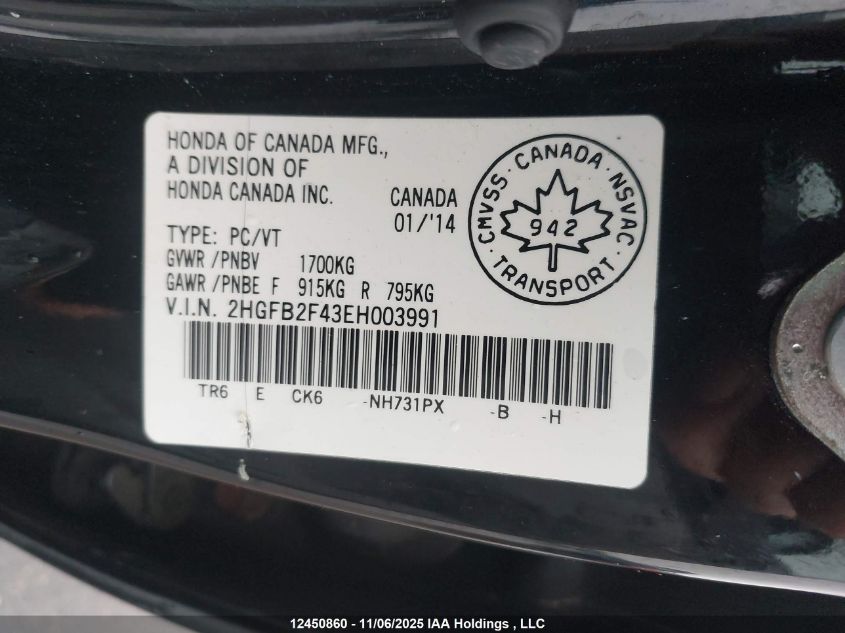 HONDA OF CANADA MFG.,
A DIVISION OF
HONDA CANADA INC.
CANADA
01/'14
TYPE: PC/VT
GVWR /PNBV 1700KG
GAWR /PNBE F 915KG R 795KG
V.I.N. 2HGFB2F43EH003991
TR6 E CK6 -NH731PX -B -H
CMVSS · CANADA · NSVAC · TRANSPORT ·
942
12450860 - 11/06/2025 IAA Holdings , LLC